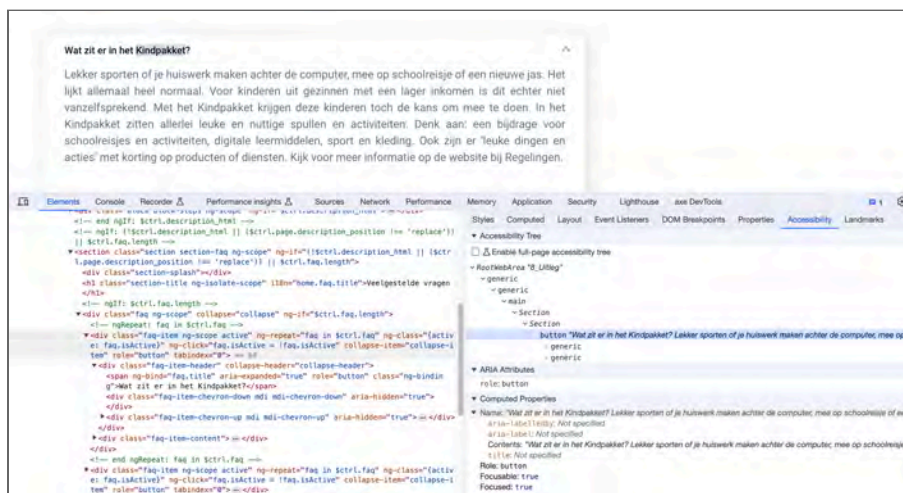 Wat zit er in het Kindpakket?
Lekker sporten of je huiswerk maken achter de computer, mee op schoolreisje of een nieuwe jas. Het
lijkt allemaal heel normaal. Voor kinderen uit gezinnen met een lager inkomen is dit echter niet
vanzelfsprekend. Met het Kindpakket krijgen deze kinderen toch de kans om mee te doen. In het
Kindpakket zitten allerlei leuke en nuttige spullen en activiteiten. Denk aan: een bijdrage voor
schoolreisjes en activiteiten, digitale leermiddelen, sport en kleding. Ook zijn er 'leuke dingen en
acties' met korting op producten of diensten. Kijk voor meer informatie op de website bij Regelingen.
Elements Console Recorder Performance insights Sources Network Performance Memory Application Security Lighthouse axe DevTools 1
<!-- end ngIf: $ctrl.description_html -->
<!-- ngIf: (!$ctrl.description_html || ($ctrl.page.description_position !== 'replace'))
|| $ctrl.faq.length -->
<section class="section section-faq ng-scope" ng-if="(!$ctrl.description_html || ($ctr
l.page.description_position !== 'replace')) || $ctrl.faq.length">
<div class="section-splash"></div>
<h1 class="section-title ng-isolate-scope" i18n="home.faq.title">Veelgestelde vragen
</h1>
<!-- ngIf: $ctrl.faq.length -->
<div class="faq ng-scope" collapse="collapse" ng-if="$ctrl.faq.length">
<!-- ngRepeat: faq in $ctrl.faq -->
<div class="faq-item ng-scope active" ng-repeat="faq in $ctrl.faq" ng-class="{activ
e: faq.isActive}" ng-click="faq.isActive = !faq.isActive" collapse-item="collapse-i
tem" role="button" tabindex="0"> == $0
<div class="faq-item-header" collapse-header="collapse-header">
<span ng-bind="faq.title" aria-expanded="true" role="button" class="ng-bindin
g">Wat zit er in het Kindpakket?</span>
<div class="faq-item-chevron-down mdi mdi-chevron-down" aria-hidden="true">
</div>
<div class="faq-item-chevron-up mdi mdi-chevron-up" aria-hidden="true"> </div>
</div>
<div class="faq-item-content"> </div>
</div>
<!-- end ngRepeat: faq in $ctrl.faq -->
<div class="faq-item ng-scope active" ng-repeat="faq in $ctrl.faq" ng-class="{activ
e: faq.isActive}" ng-click="faq.isActive = !faq.isActive" collapse-item="collapse-i
tem" role="button" tabindex="0"> </div>
Styles Computed Layout Event Listeners DOM Breakpoints Properties Accessibility Landmarks
Accessibility Tree
Enable full-page accessibility tree
RootWebArea "8_Uitleg"
generic
generic
main
Section
Section
button "Wat zit er in het Kindpakket? Lekker sporten of je huiswerk maken achter de computer, mee op
generic
generic
ARIA Attributes
role: button
Computed Properties
Name: "Wat zit er in het Kindpakket? Lekker sporten of je huiswerk maken achter de computer, mee op schoolreisje of
aria-labelledby: Not specified
aria-label: Not specified
Contents: "Wat zit er in het Kindpakket? Lekker sporten of je huiswerk maken achter de computer, mee op schoolreisje
title: Not specified
Role: button
Focusable: true
Focused: true